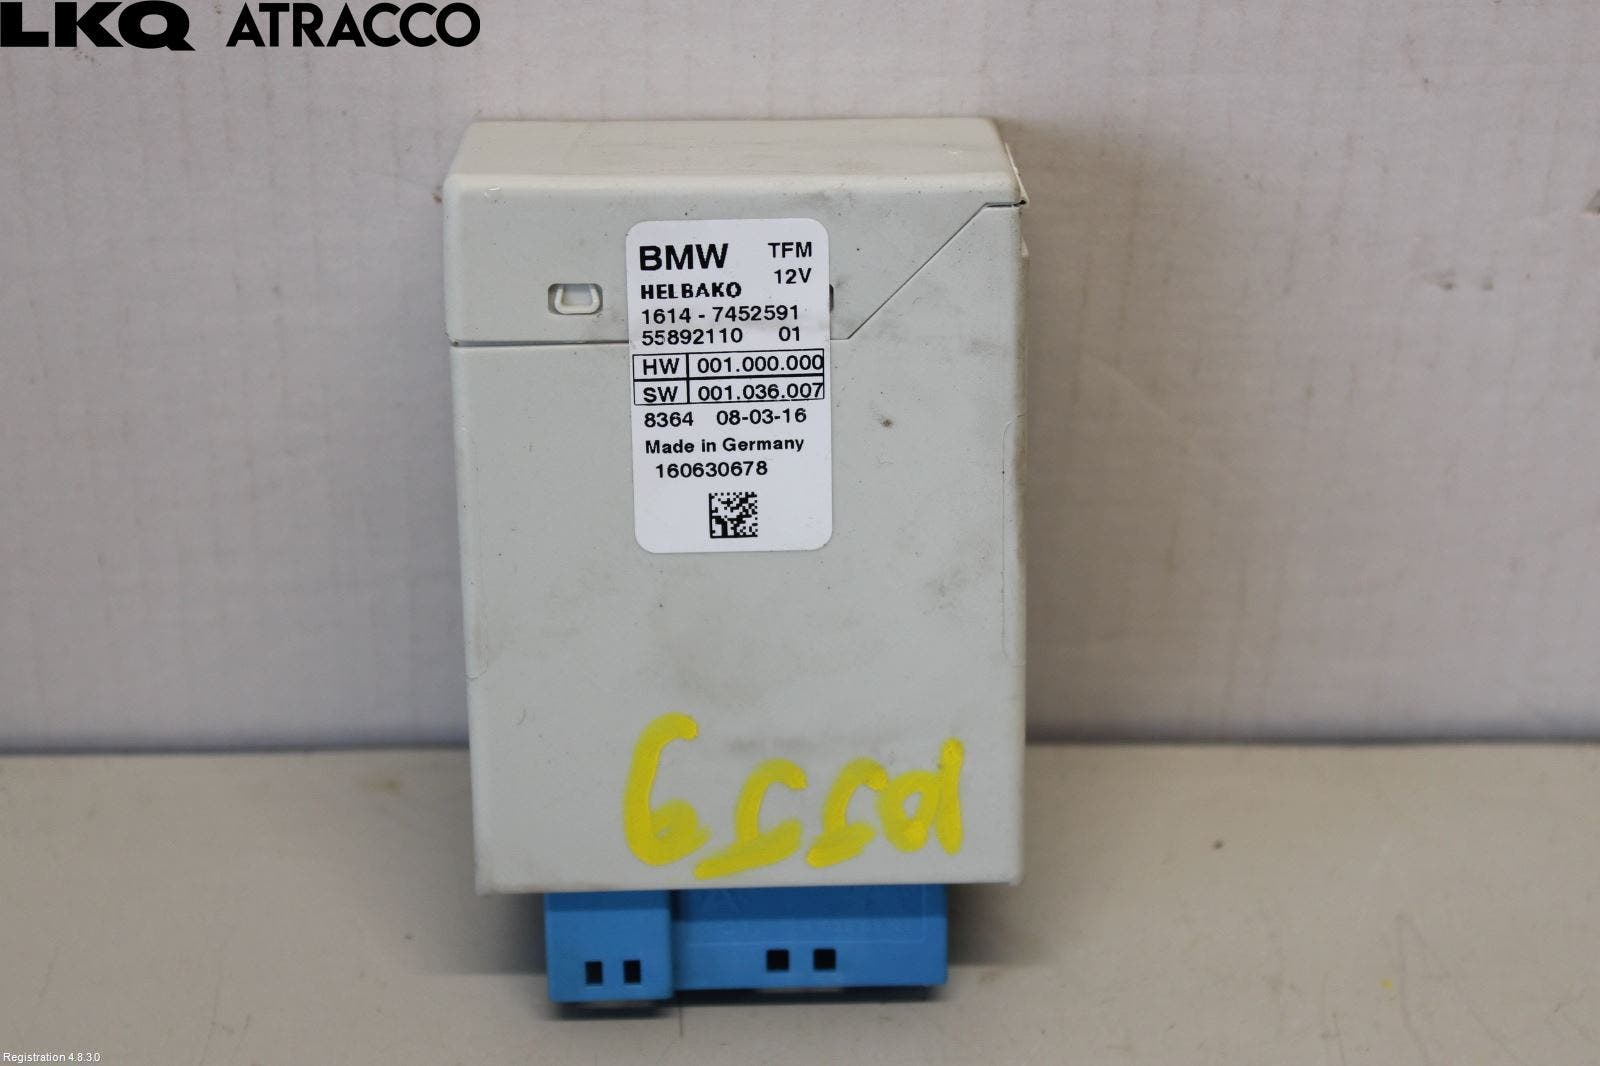 LKQ ATRACCO
BMW TFM
12V
HELBAKO
1614 - 7452591
55892110 01
HW 001.000.000
SW 001.036.007
8364 08-03-16
Made in Germany
160630678
10559
Registration 4.8.3.0